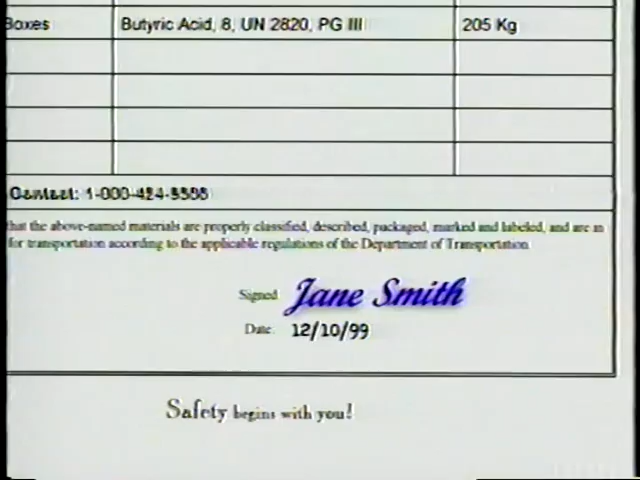 Boxes Butyric Acid, 8, UN 2820, PG III 205 Kg
Contact: 1-000-424-5555
that the above-named materials are properly classified, described, packaged, marked and labeled, and are in
for transportation according to the applicable regulations of the Department of Transportation
Signed: Jane Smith
Date: 12/10/99
Safety begins with you!